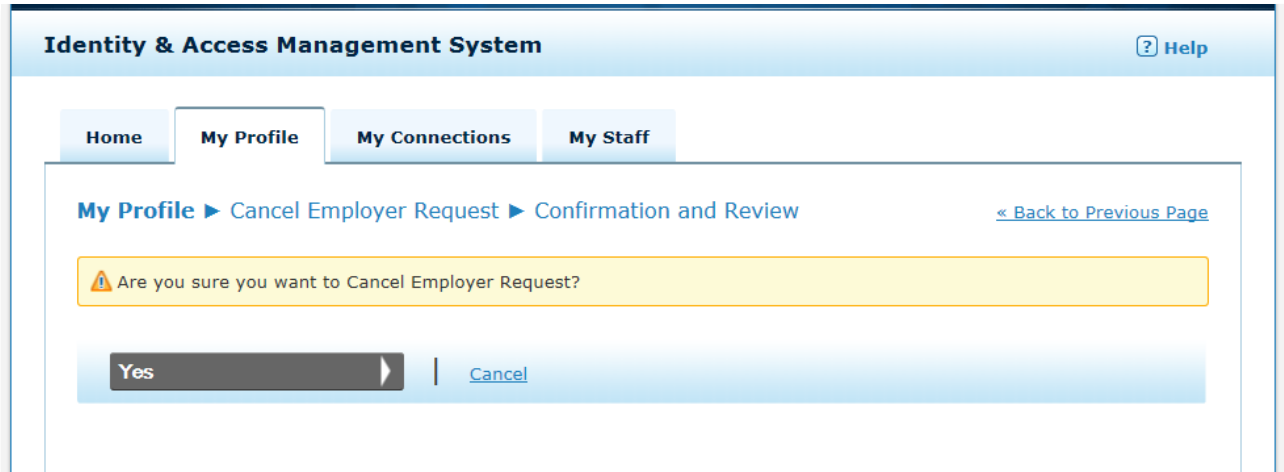 Identity & Access Management System
? Help
Home My Profile My Connections My Staff
My Profile ► Cancel Employer Request ► Confirmation and Review
« Back to Previous Page
Are you sure you want to Cancel Employer Request?
Yes | Cancel